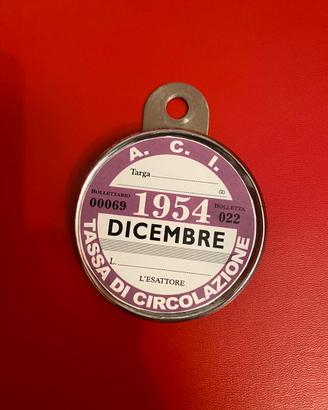 A. C. I.
Targa
(2)
BOLLETTARIO BOLLETTA
00069 1954 022
DICEMBRE
L.
L'ESATTORE
TASSA DI CIRCOLAZIONE